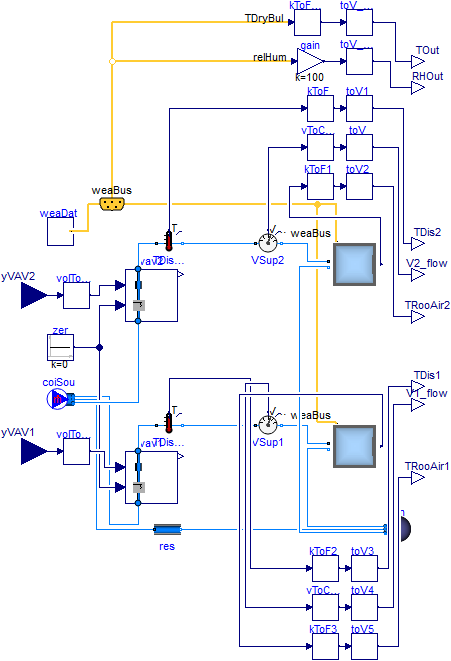 kToF...
toV_...
TDryBul
TOut
gain
toV_...
relHum
k=100
RHOut
kToF
toV1
vToC...
toV
kToF1
toV2
weaBus
weaDat
T
V
weaBus
TDis2
VSup2
vav2
TDis...
V2_flow
yVAV2
volTo...
TRooAir2
zer
k=0
coiSou
TDis1
V1_flow
T
V
weaBus
yVAV1
volTo...
vav1
TDis...
VSup1
TRooAir1
res
kToF2
toV3
vToC...
toV4
kToF3
toV5